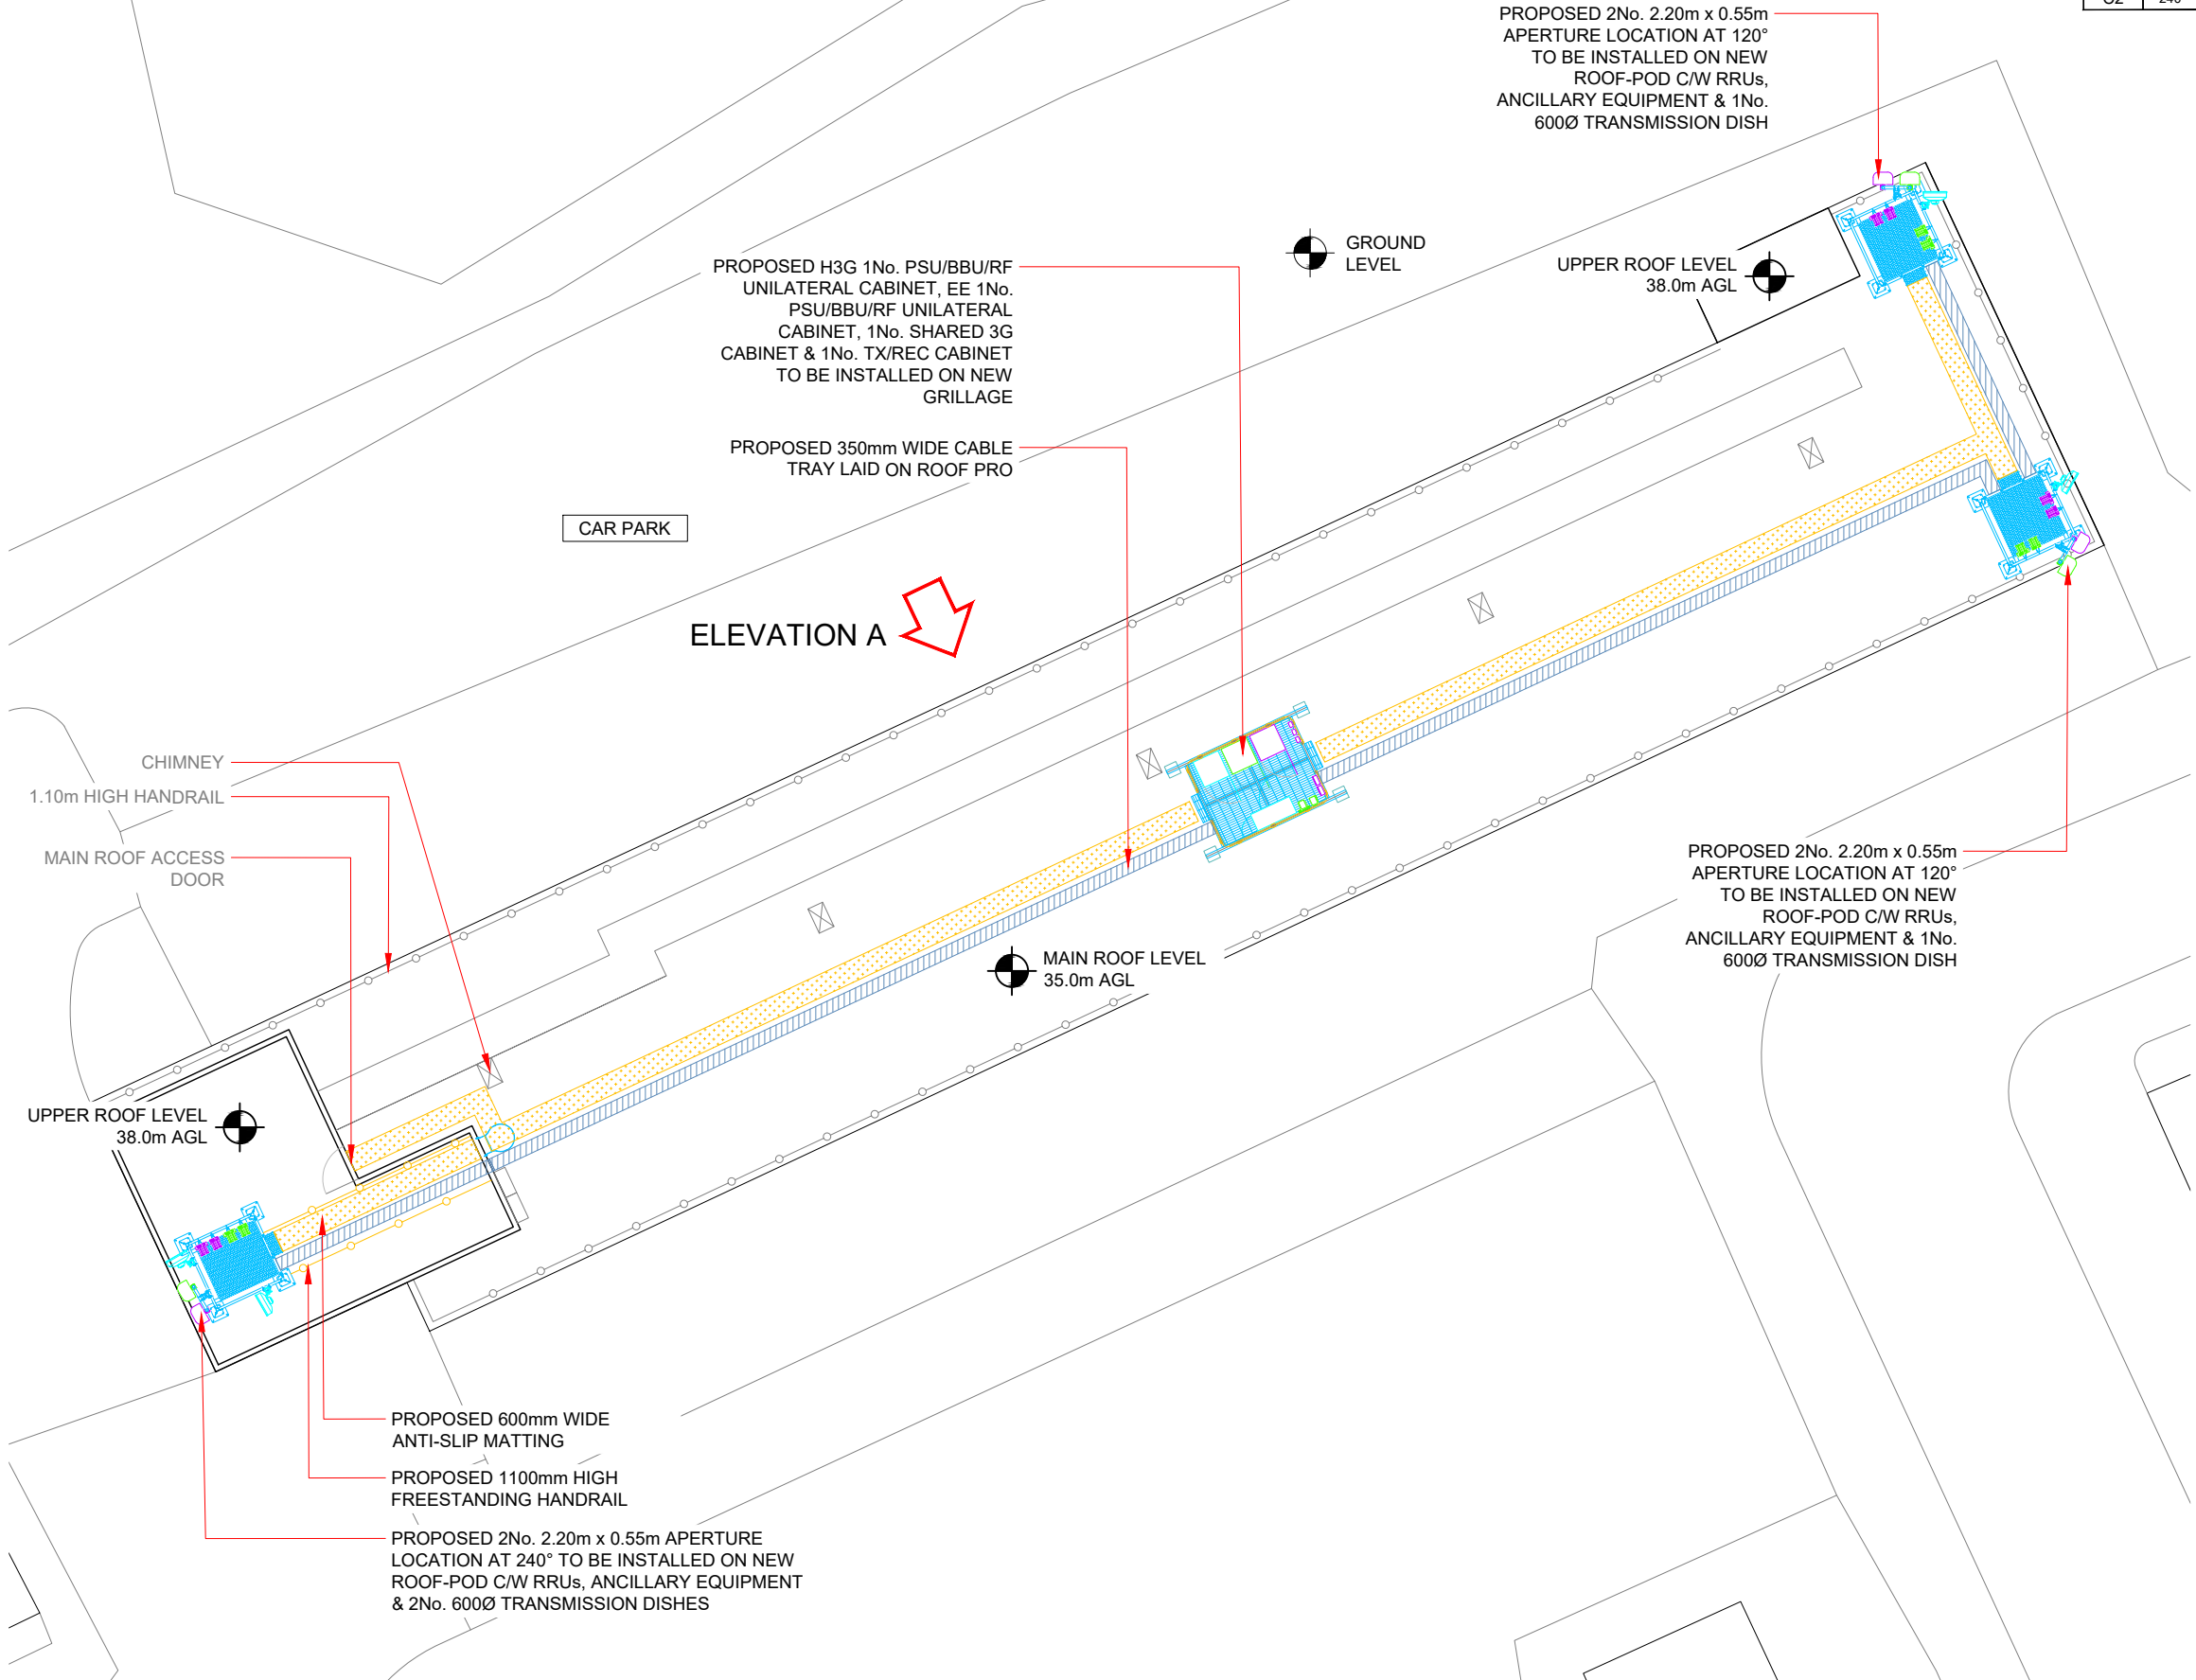 PROPOSED 2No. 2.20m x 0.55m
APERTURE LOCATION AT 120°
TO BE INSTALLED ON NEW
ROOF-POD C/W RRUs,
ANCILLARY EQUIPMENT & 1No.
600Ø TRANSMISSION DISH
GROUND
LEVEL
UPPER ROOF LEVEL
38.0m AGL
PROPOSED H3G 1No. PSU/BBU/RF
UNILATERAL CABINET, EE 1No.
PSU/BBU/RF UNILATERAL
CABINET, 1No. SHARED 3G
CABINET & 1No. TX/REC CABINET
TO BE INSTALLED ON NEW
GRILLAGE
PROPOSED 350mm WIDE CABLE
TRAY LAID ON ROOF PRO
CAR PARK
ELEVATION A
CHIMNEY
1.10m HIGH HANDRAIL
MAIN ROOF ACCESS
DOOR
PROPOSED 2No. 2.20m x 0.55m
APERTURE LOCATION AT 120°
TO BE INSTALLED ON NEW
ROOF-POD C/W RRUs,
ANCILLARY EQUIPMENT & 1No.
600Ø TRANSMISSION DISH
MAIN ROOF LEVEL
35.0m AGL
UPPER ROOF LEVEL
38.0m AGL
PROPOSED 600mm WIDE
ANTI-SLIP MATTING
PROPOSED 1100mm HIGH
FREESTANDING HANDRAIL
PROPOSED 2No. 2.20m x 0.55m APERTURE
LOCATION AT 240° TO BE INSTALLED ON NEW
ROOF-POD C/W RRUs, ANCILLARY EQUIPMENT
& 2No. 600Ø TRANSMISSION DISHES